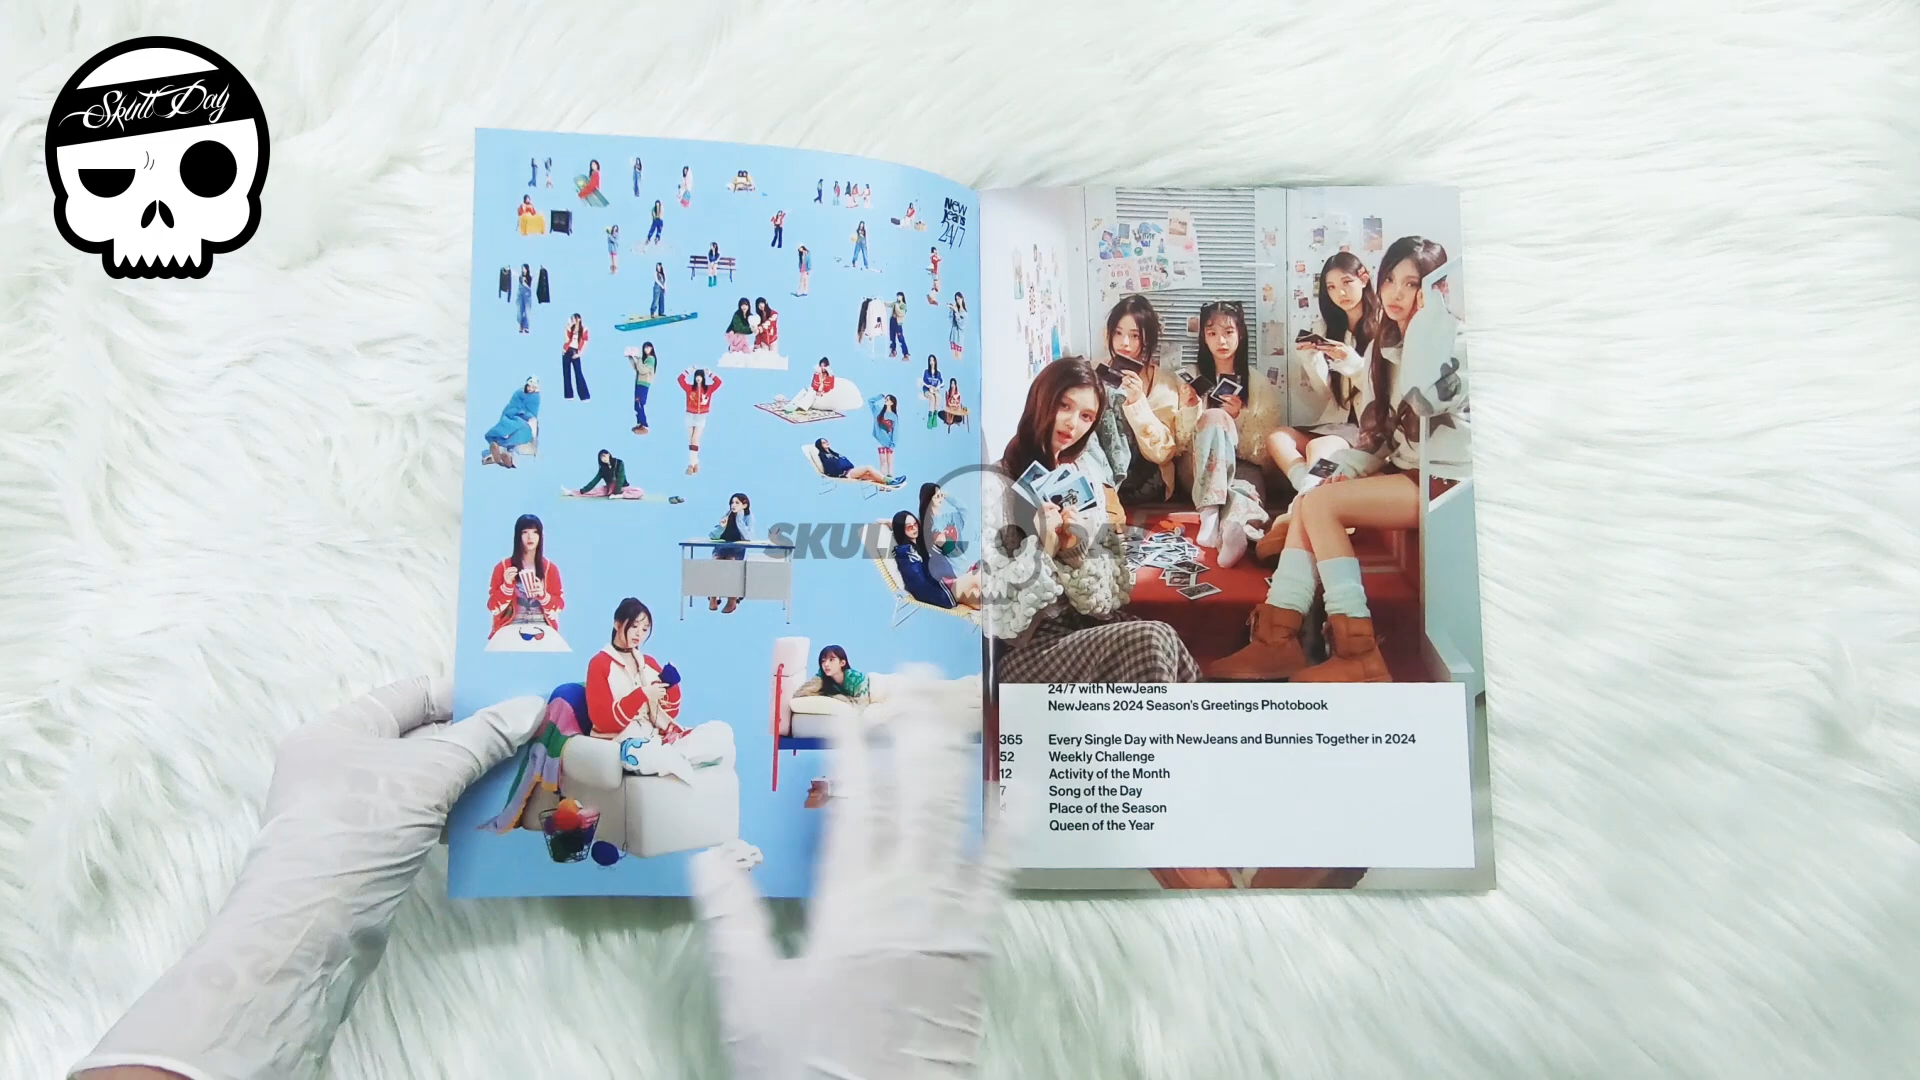 Skull Day
New
Jeans
24/7
SKULL DAY
24/7 with NewJeans
NewJeans 2024 Season's Greetings Photobook
365 Every Single Day with NewJeans and Bunnies Together in 2024
52 Weekly Challenge
12 Activity of the Month
7 Song of the Day
4 Place of the Season
Queen of the Year